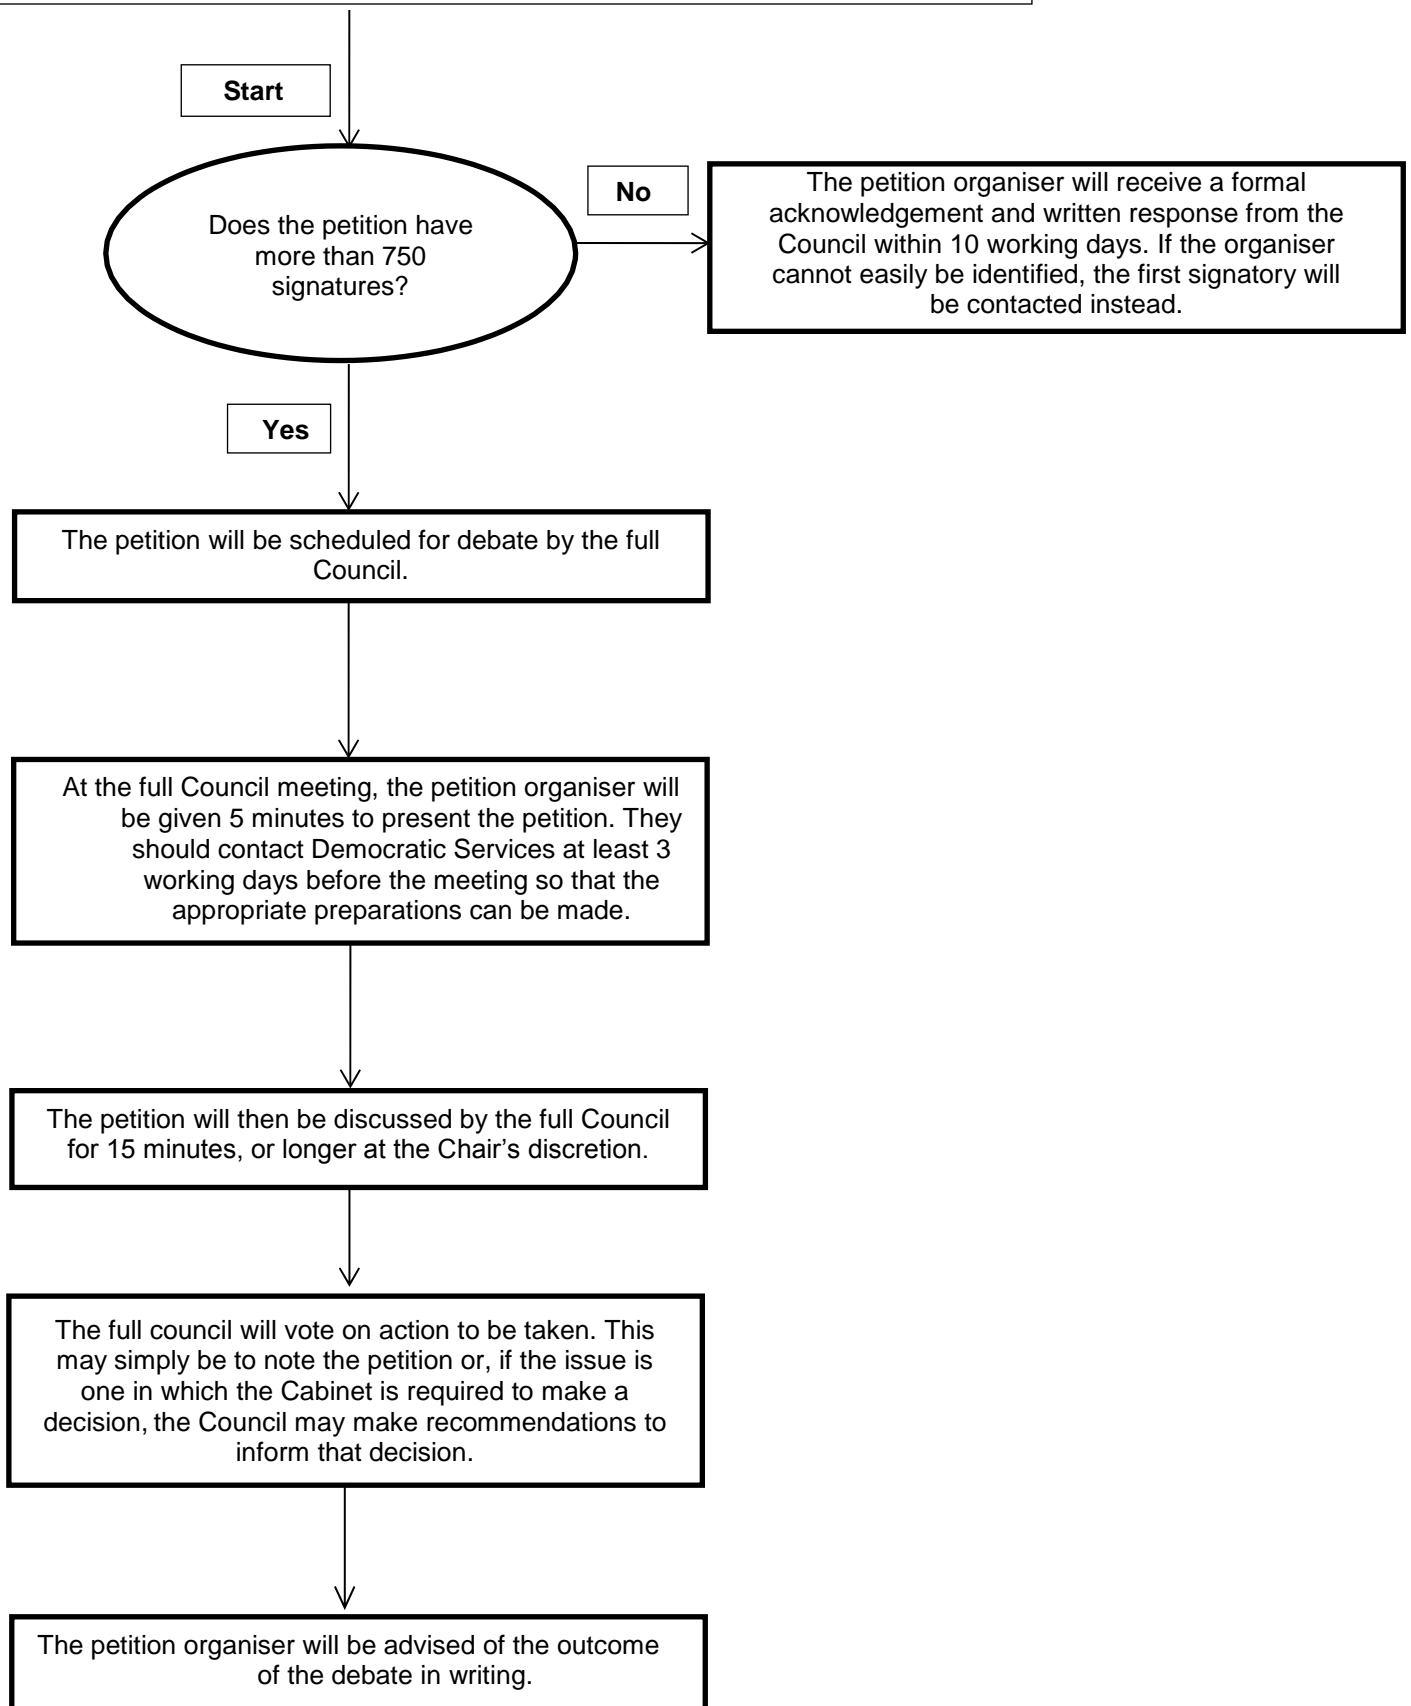 Start
Does the petition have
more than 750
signatures?
No
The petition organiser will receive a formal
acknowledgement and written response from the
Council within 10 working days. If the organiser
cannot easily be identified, the first signatory will
be contacted instead.
Yes
The petition will be scheduled for debate by the full
Council.
At the full Council meeting, the petition organiser will
be given 5 minutes to present the petition. They
should contact Democratic Services at least 3
working days before the meeting so that the
appropriate preparations can be made.
The petition will then be discussed by the full Council
for 15 minutes, or longer at the Chair’s discretion.
The full council will vote on action to be taken. This
may simply be to note the petition or, if the issue is
one in which the Cabinet is required to make a
decision, the Council may make recommendations to
inform that decision.
The petition organiser will be advised of the outcome
of the debate in writing.